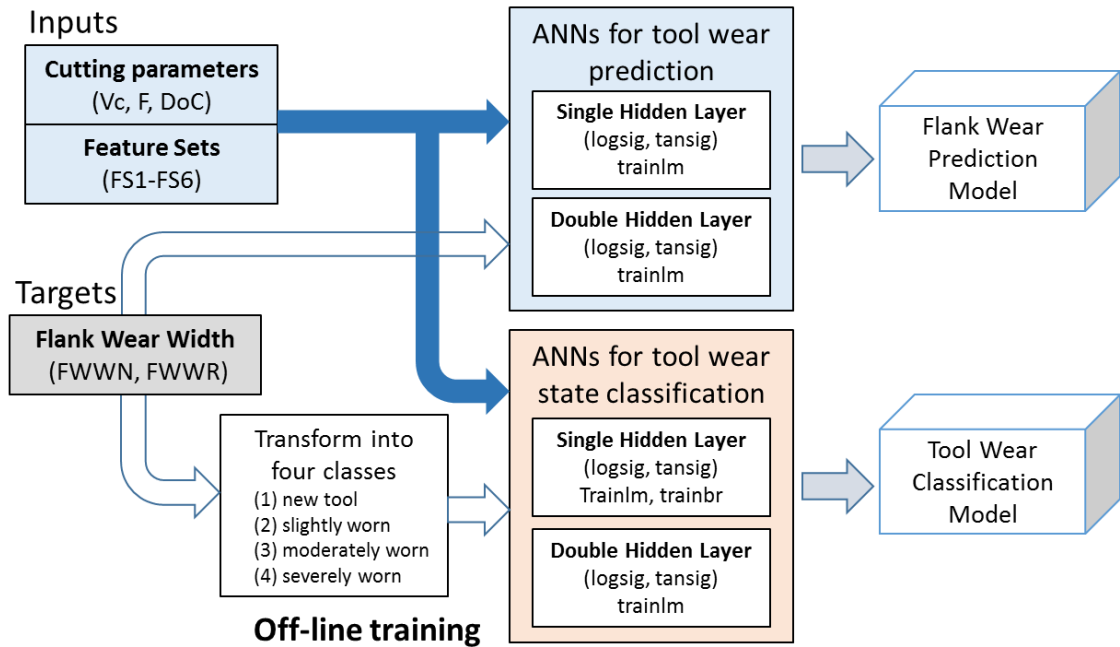 Inputs
Cutting parameters
(Vc, F, DoC)
Feature Sets
(FS1-FS6)
Targets
Flank Wear Width
(FWWN, FWWR)
Transform into
four classes
(1) new tool
(2) slightly worn
(3) moderately worn
(4) severely worn
Off-line training
ANNs for tool wear
prediction
Single Hidden Layer
(logsig, tansig)
trainlm
Double Hidden Layer
(logsig, tansig)
trainlm
ANNs for tool wear
state classification
Single Hidden Layer
(logsig, tansig)
Trainlm, trainbr
Double Hidden Layer
(logsig, tansig)
trainlm
Flank Wear
Prediction
Model
Tool Wear
Classification
Model